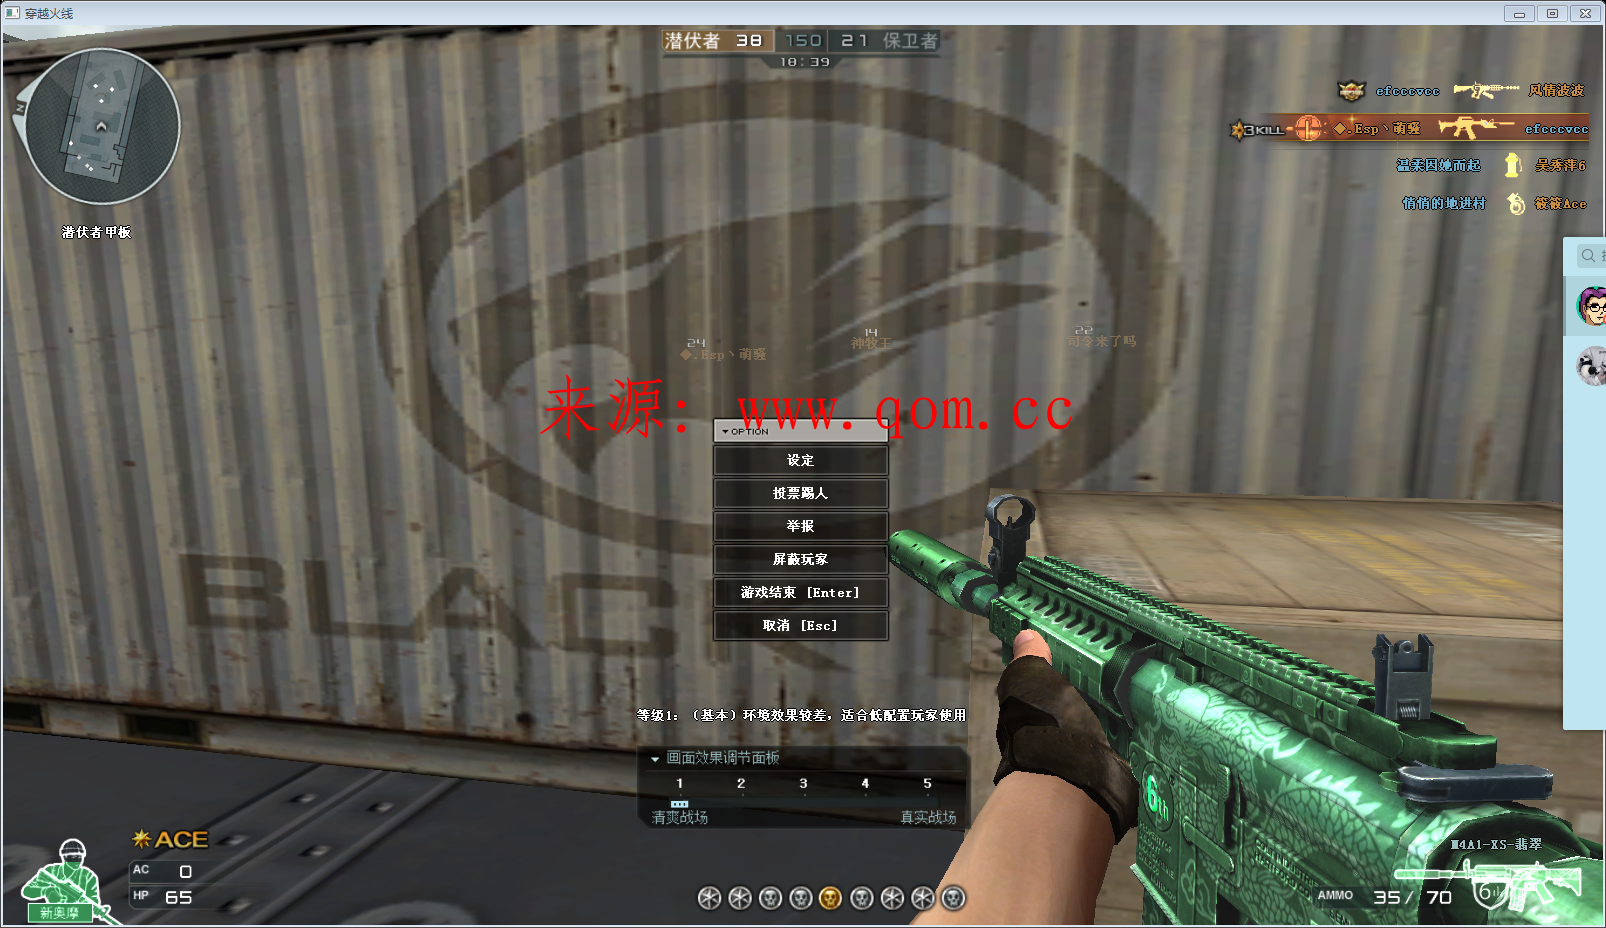 穿越火线
潜伏者 38 150 21 保卫者
18:39
N
潜伏者甲板
efcccvcc 风情波波
3KILL ◆.Esp丶萌骚 efcccvcc
温柔因她而起 吴秀萍6
悄悄的地进村 筱筱Ace
24
◆.Esp丶萌骚
14
神牧王
22
司令来了吗
来源: www.qom.cc
OPTION
设定
投票踢人
举报
屏蔽玩家
游戏结束 [Enter]
取消 [Esc]
BLACK
等级1: (基本) 环境效果较差, 适合低配置玩家使用
画面效果调节面板
1 2 3 4 5
清爽战场 真实战场
ACE
AC 0
HP 65
新奥摩
6th
M4A1-XS-翡翠
AMMO 35 / 70